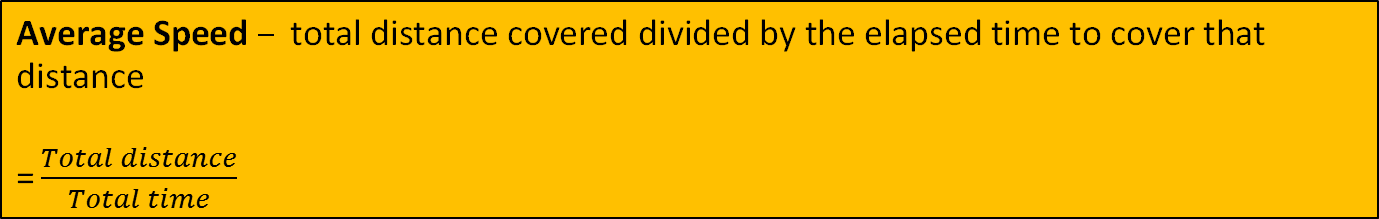 Average Speed – total distance covered divided by the elapsed time to cover that
distance
= Total distance / Total time